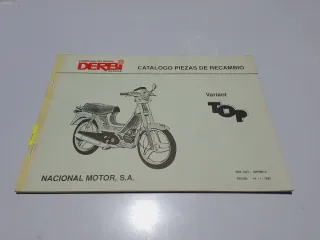 DERBI
CATALOGO PIEZAS DE RECAMBIO
Variant
TOP
NACIONAL MOTOR, S.A.